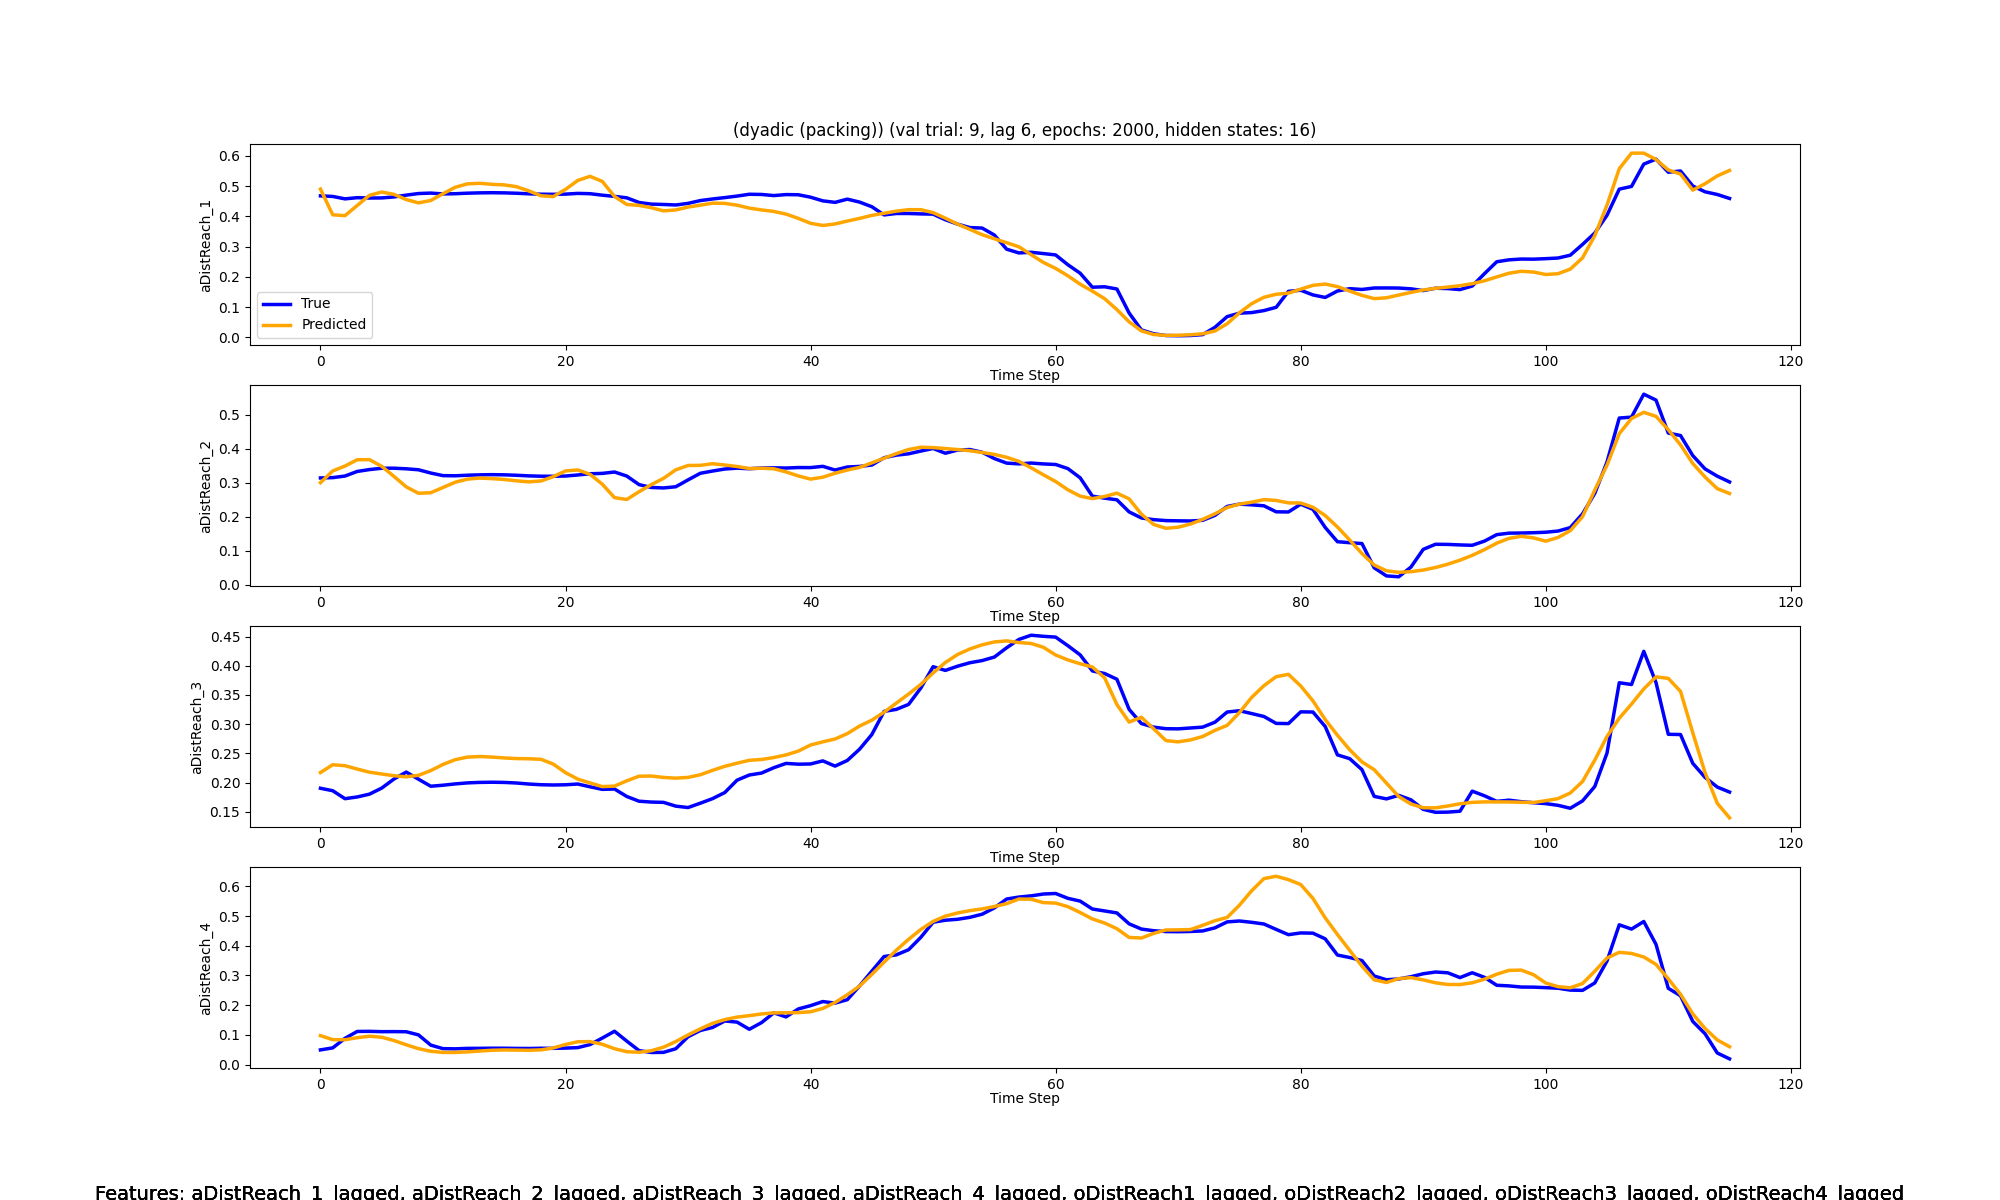 (dyadic (packing)) (val trial: 9, lag 6, epochs: 2000, hidden states: 16)
0.6
0.5
0.4
0.3
0.2
0.1
0.0
aDistReach_1
True
Predicted
0 20 40 60 80 100 120
Time Step
0.5
0.4
0.3
0.2
0.1
0.0
aDistReach_2
0 20 40 60 80 100 120
Time Step
0.45
0.40
0.35
0.30
0.25
0.20
0.15
aDistReach_3
0 20 40 60 80 100 120
Time Step
0.6
0.5
0.4
0.3
0.2
0.1
0.0
aDistReach_4
0 20 40 60 80 100 120
Time Step
Features: aDistReach_1_lagged, aDistReach_2_lagged, aDistReach_3_lagged, aDistReach_4_lagged, oDistReach1_lagged, oDistReach2_lagged, oDistReach3_lagged, oDistReach4_lagged